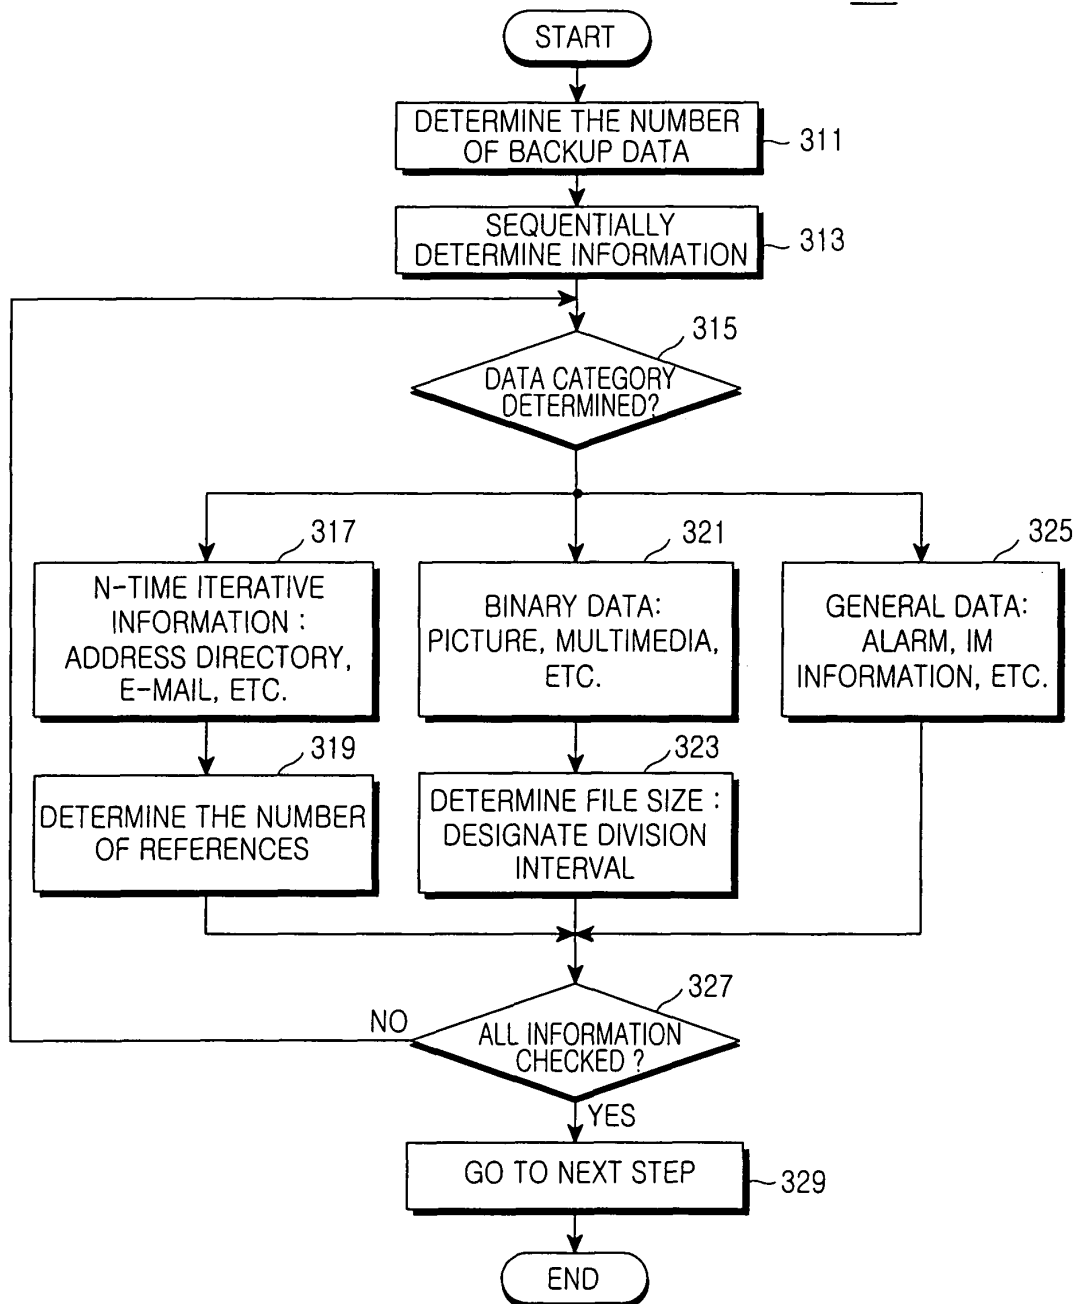 START
DETERMINE THE NUMBER
OF BACKUP DATA
311
SEQUENTIALLY
DETERMINE INFORMATION
313
315
DATA CATEGORY
DETERMINED?
317
N-TIME ITERATIVE
INFORMATION :
ADDRESS DIRECTORY,
E-MAIL, ETC.
321
BINARY DATA:
PICTURE, MULTIMEDIA,
ETC.
325
GENERAL DATA:
ALARM, IM
INFORMATION, ETC.
319
DETERMINE THE NUMBER
OF REFERENCES
323
DETERMINE FILE SIZE :
DESIGNATE DIVISION
INTERVAL
327
NO
ALL INFORMATION
CHECKED ?
YES
GO TO NEXT STEP
329
END